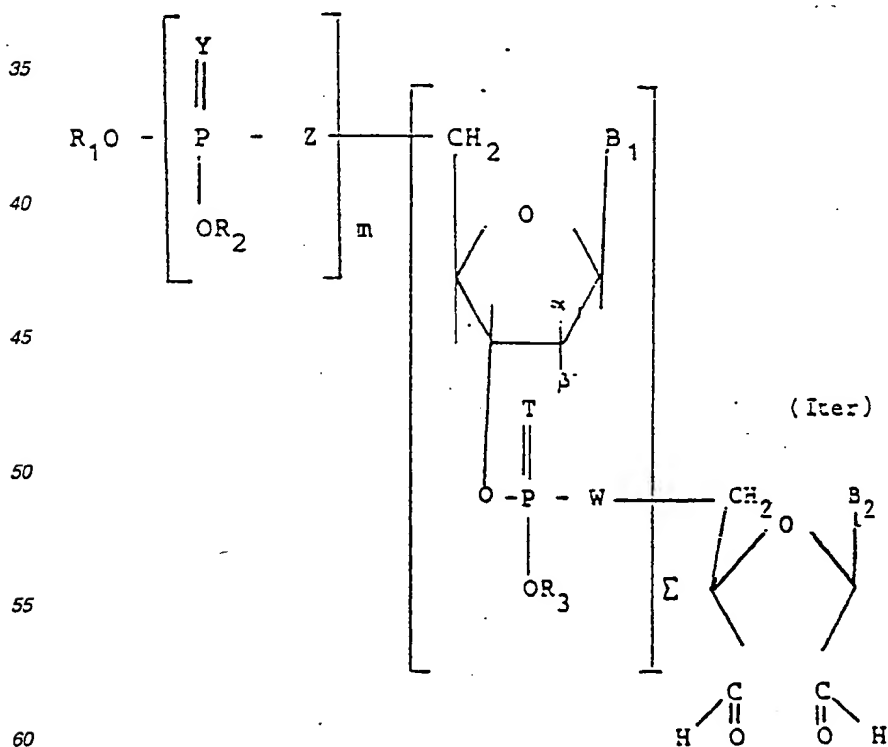 35
Y
R1O - P - Z CH2 B1
40
O
OR2 m
45
α
β
T
(Iter)
50
O - P - W CH2 B2
O
OR3 Σ
55
C C
60
H O O H